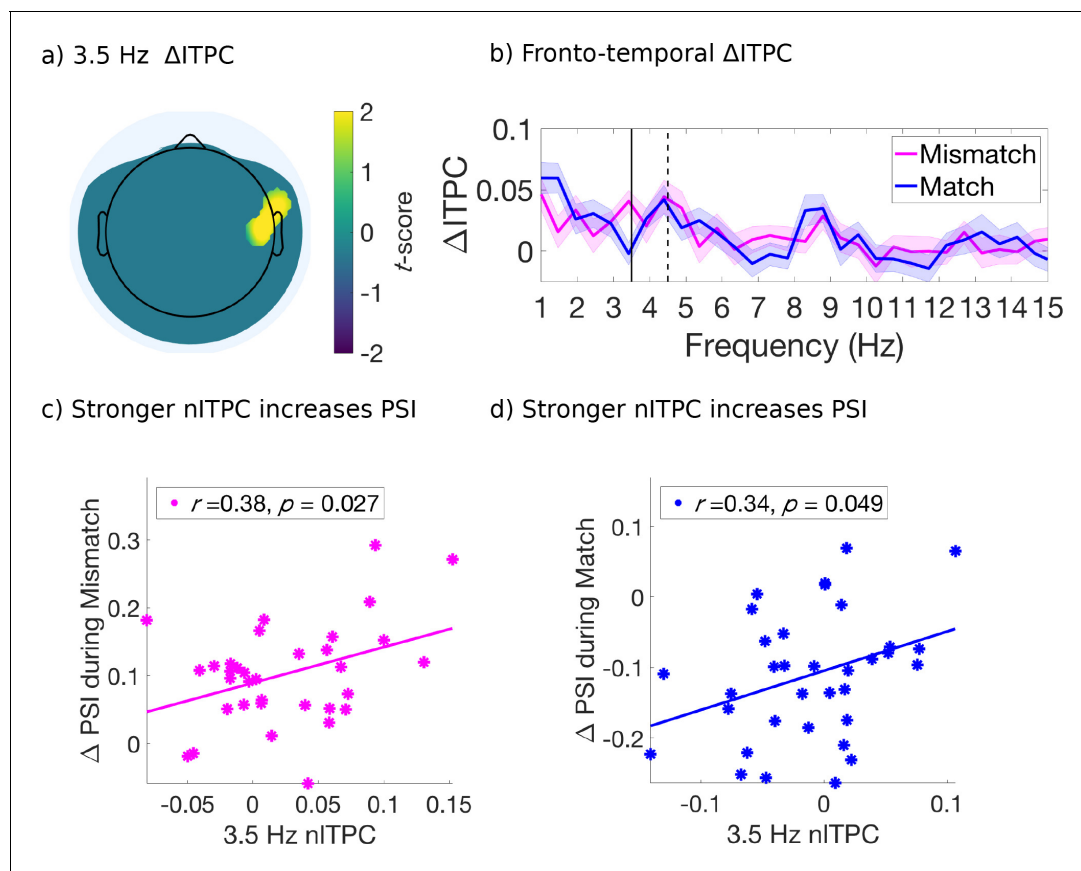 a) 3.5 Hz ΔITPC
2
1
0
-1
-2
t-score
b) Fronto-temporal ΔITPC
0.1
0.05
0
ΔITPC
Mismatch
Match
1 2 3 4 5 6 7 8 9 10 11 12 13 14 15
Frequency (Hz)
c) Stronger nITPC increases PSI
r=0.38, p = 0.027
0.3
0.2
0.1
0
Δ PSI during Mismatch
-0.05 0 0.05 0.1 0.15
3.5 Hz nITPC
d) Stronger nITPC increases PSI
r=0.34, p = 0.049
0.1
0
-0.1
-0.2
Δ PSI during Match
-0.1 0 0.1
3.5 Hz nITPC